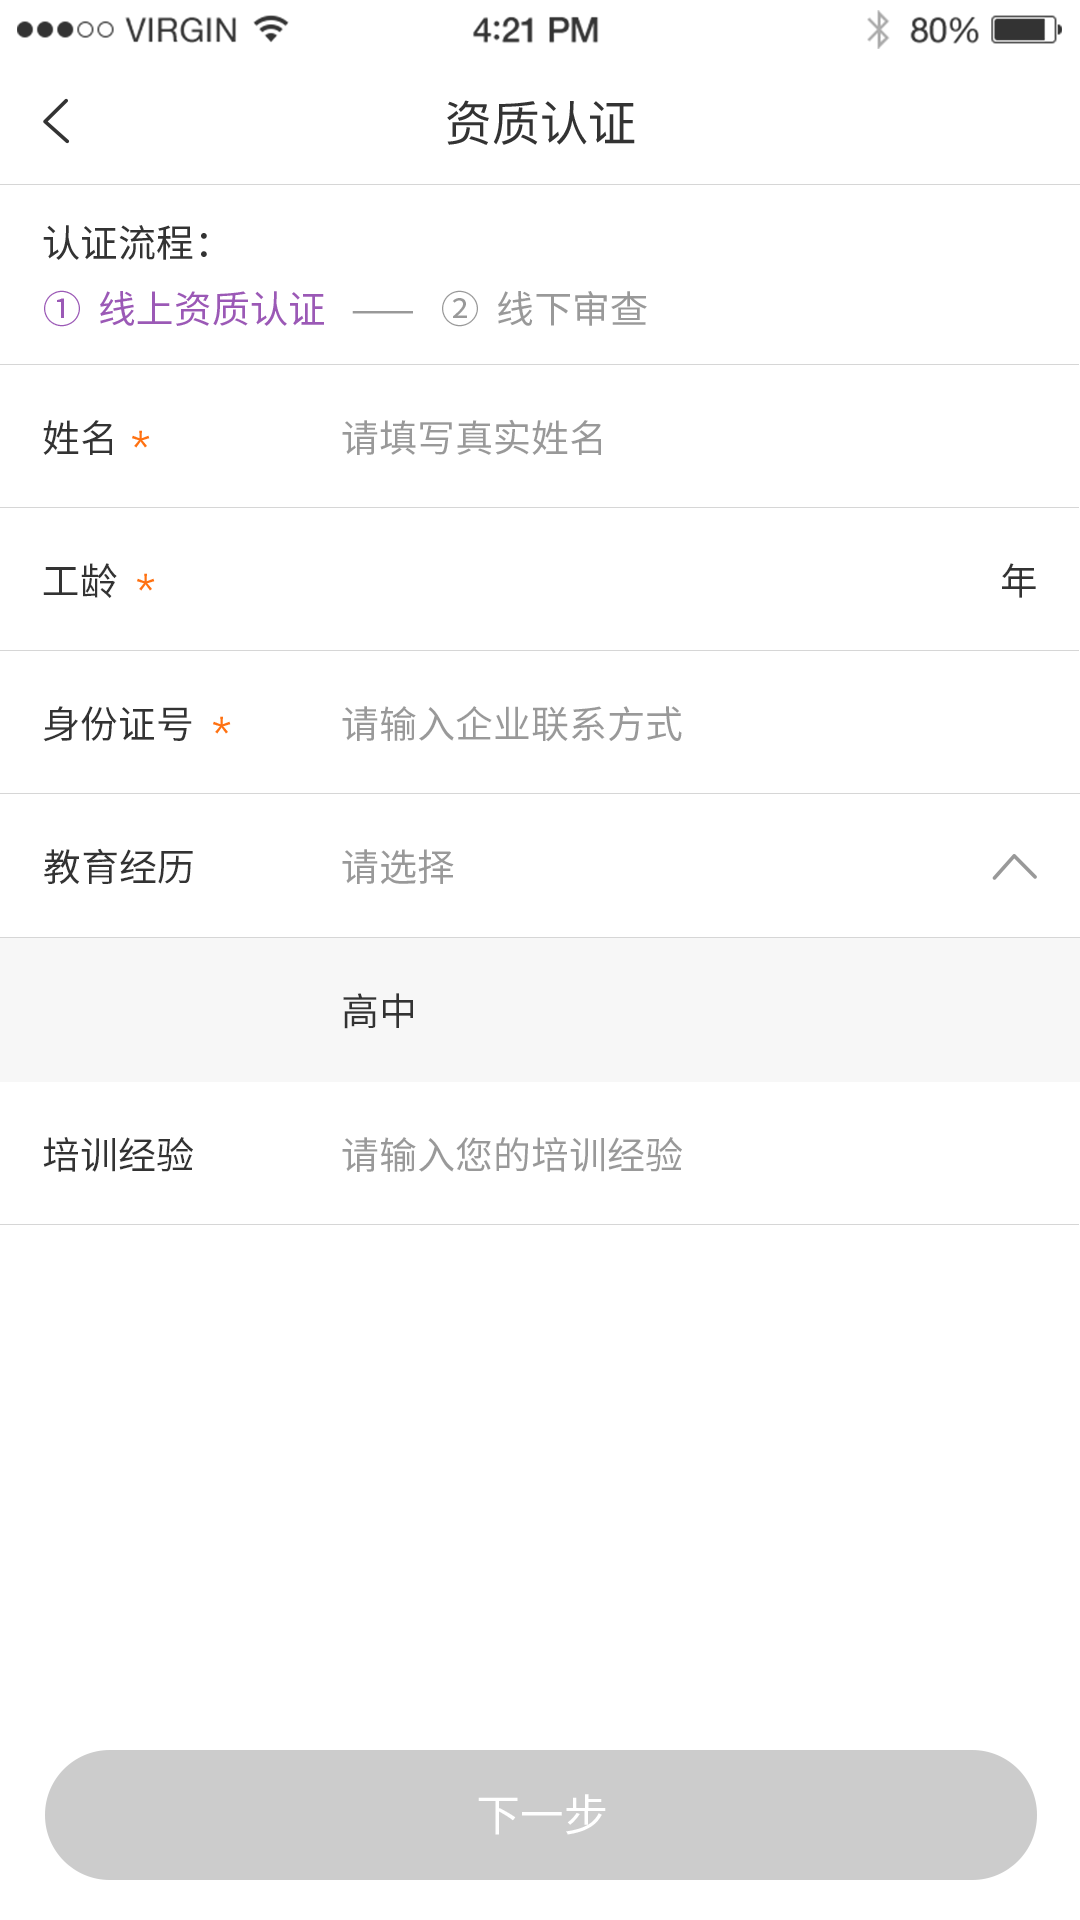 VIRGIN 4:21 PM 80%
资质认证
认证流程：
① 线上资质认证 —— ② 线下审查
姓名 * 请填写真实姓名
工龄 * 年
身份证号 * 请输入企业联系方式
教育经历 请选择
高中
培训经验 请输入您的培训经验
下一步